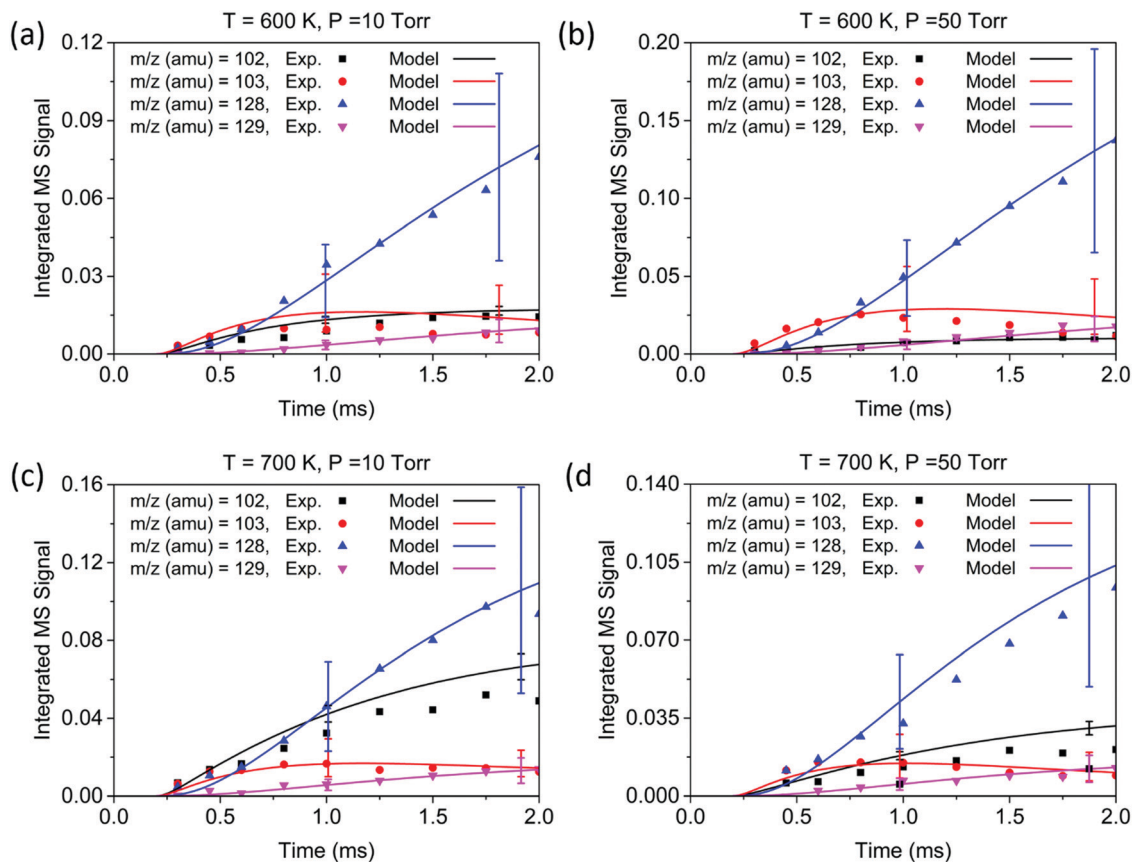 (a)
T = 600 K, P =10 Torr
0.12
0.09
0.06
0.03
0.00
Integrated MS Signal
m/z (amu) = 102, Exp. Model
m/z (amu) = 103, Exp. Model
m/z (amu) = 128, Exp. Model
m/z (amu) = 129, Exp. Model
0.0 0.5 1.0 1.5 2.0
Time (ms)
(b)
T = 600 K, P =50 Torr
0.20
0.15
0.10
0.05
0.00
Integrated MS Signal
m/z (amu) = 102, Exp. Model
m/z (amu) = 103, Exp. Model
m/z (amu) = 128, Exp. Model
m/z (amu) = 129, Exp. Model
0.0 0.5 1.0 1.5 2.0
Time (ms)
(c)
T = 700 K, P =10 Torr
0.16
0.12
0.08
0.04
0.00
Integrated MS Signal
m/z (amu) = 102, Exp. Model
m/z (amu) = 103, Exp. Model
m/z (amu) = 128, Exp. Model
m/z (amu) = 129, Exp. Model
0.0 0.5 1.0 1.5 2.0
Time (ms)
(d)
T = 700 K, P =50 Torr
0.140
0.105
0.070
0.035
0.000
Integrated MS Signal
m/z (amu) = 102, Exp. Model
m/z (amu) = 103, Exp. Model
m/z (amu) = 128, Exp. Model
m/z (amu) = 129, Exp. Model
0.0 0.5 1.0 1.5 2.0
Time (ms)